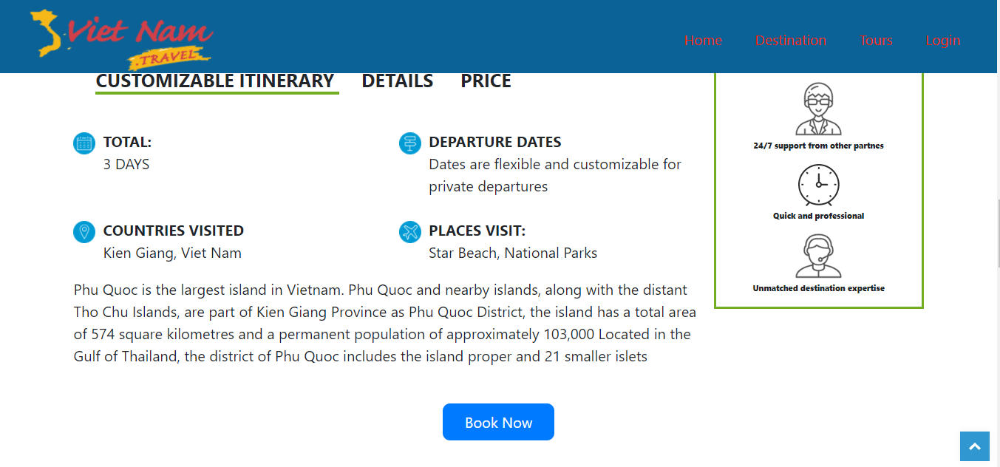 Viet Nam
TRAVEL
Home Destination Tours Login
CUSTOMIZABLE ITINERARY DETAILS PRICE
TOTAL:
3 DAYS
DEPARTURE DATES
Dates are flexible and customizable for
private departures
COUNTRIES VISITED
Kien Giang, Viet Nam
PLACES VISIT:
Star Beach, National Parks
Phu Quoc is the largest island in Vietnam. Phu Quoc and nearby islands, along with the distant
Tho Chu Islands, are part of Kien Giang Province as Phu Quoc District, the island has a total area
of 574 square kilometres and a permanent population of approximately 103,000 Located in the
Gulf of Thailand, the district of Phu Quoc includes the island proper and 21 smaller islets
24/7 support from other partnes
Quick and professional
Unmatched destination expertise
Book Now